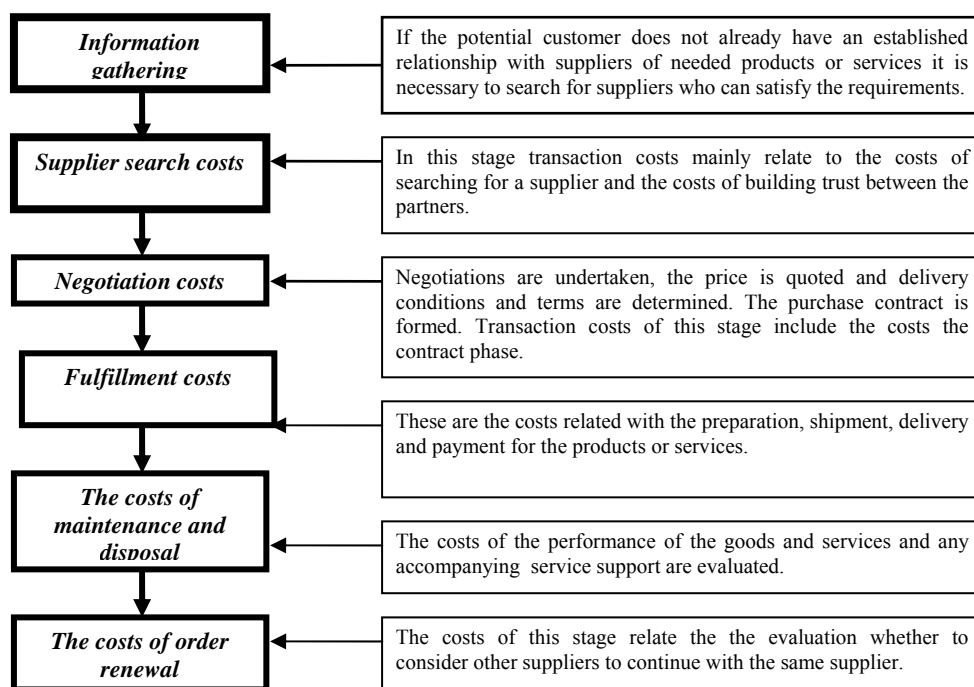 Information
gathering
If the potential customer does not already have an established
relationship with suppliers of needed products or services it is
necessary to search for suppliers who can satisfy the requirements.
Supplier search costs
In this stage transaction costs mainly relate to the costs of
searching for a supplier and the costs of building trust between the
partners.
Negotiation costs
Negotiations are undertaken, the price is quoted and delivery
conditions and terms are determined. The purchase contract is
formed. Transaction costs of this stage include the costs the
contract phase.
Fulfillment costs
These are the costs related with the preparation, shipment, delivery
and payment for the products or services.
The costs of
maintenance and
disposal
The costs of the performance of the goods and services and any
accompanying service support are evaluated.
The costs of order
renewal
The costs of this stage relate the the evaluation whether to
consider other suppliers to continue with the same supplier.